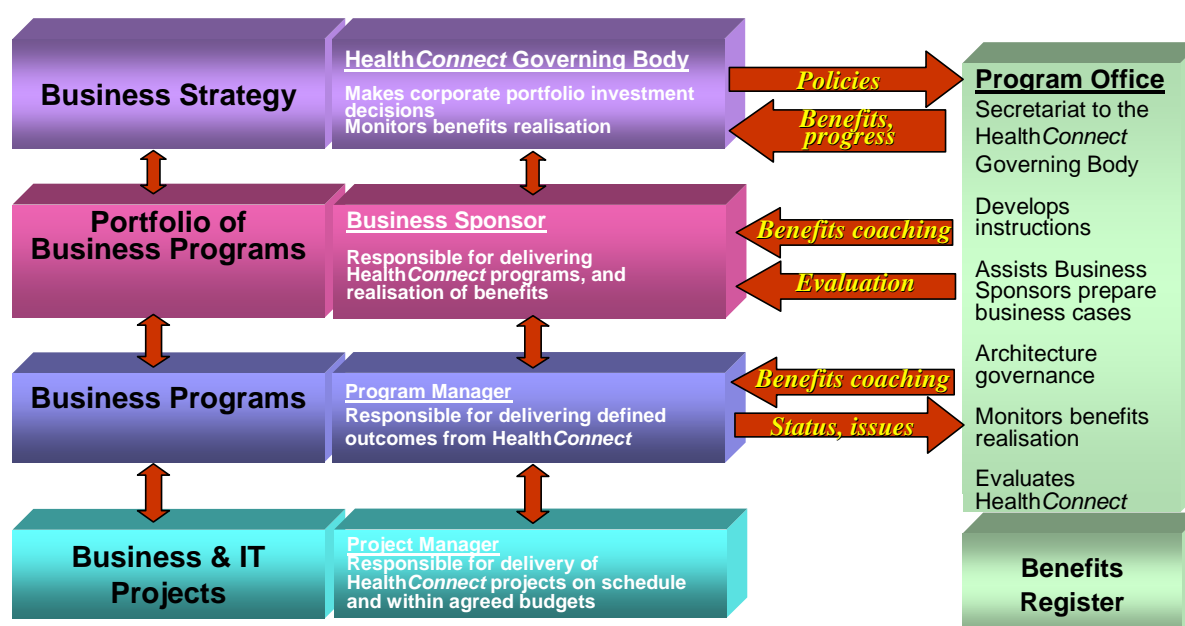 Business Strategy
HealthConnect Governing Body
Makes corporate portfolio investment
decisions
Monitors benefits realisation
Policies
Benefits,
progress
Portfolio of
Business Programs
Business Sponsor
Responsible for delivering
HealthConnect programs, and
realisation of benefits
Benefits coaching
Evaluation
Business Programs
Program Manager
Responsible for delivering defined
outcomes from HealthConnect
Benefits coaching
Status, issues
Business & IT
Projects
Project Manager
Responsible for delivery of
HealthConnect projects on schedule
and within agreed budgets
Program Office
Secretariat to the
HealthConnect
Governing Body
Develops
instructions
Assists Business
Sponsors prepare
business cases
Architecture
governance
Monitors benefits
realisation
Evaluates
HealthConnect
Benefits
Register